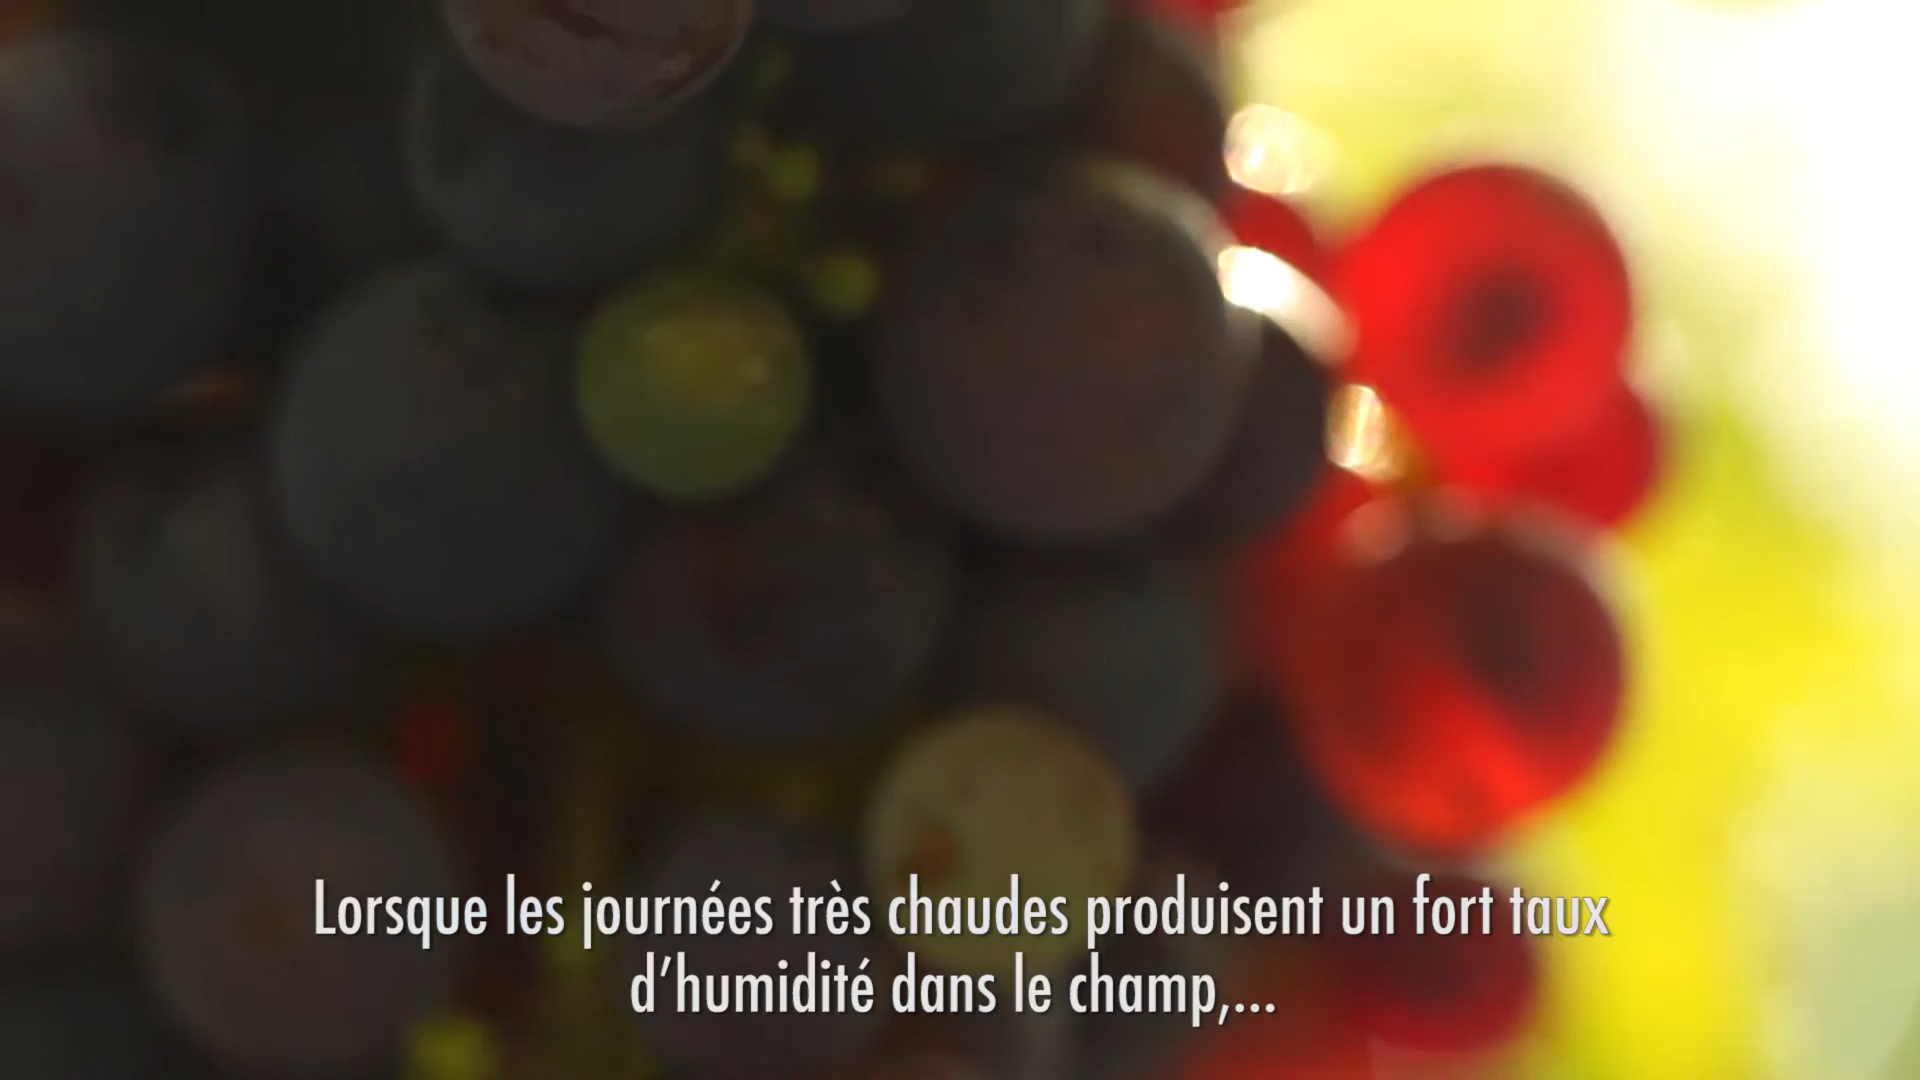 Lorsque les journées très chaudes produisent un fort taux
d’humidité dans le champ,...